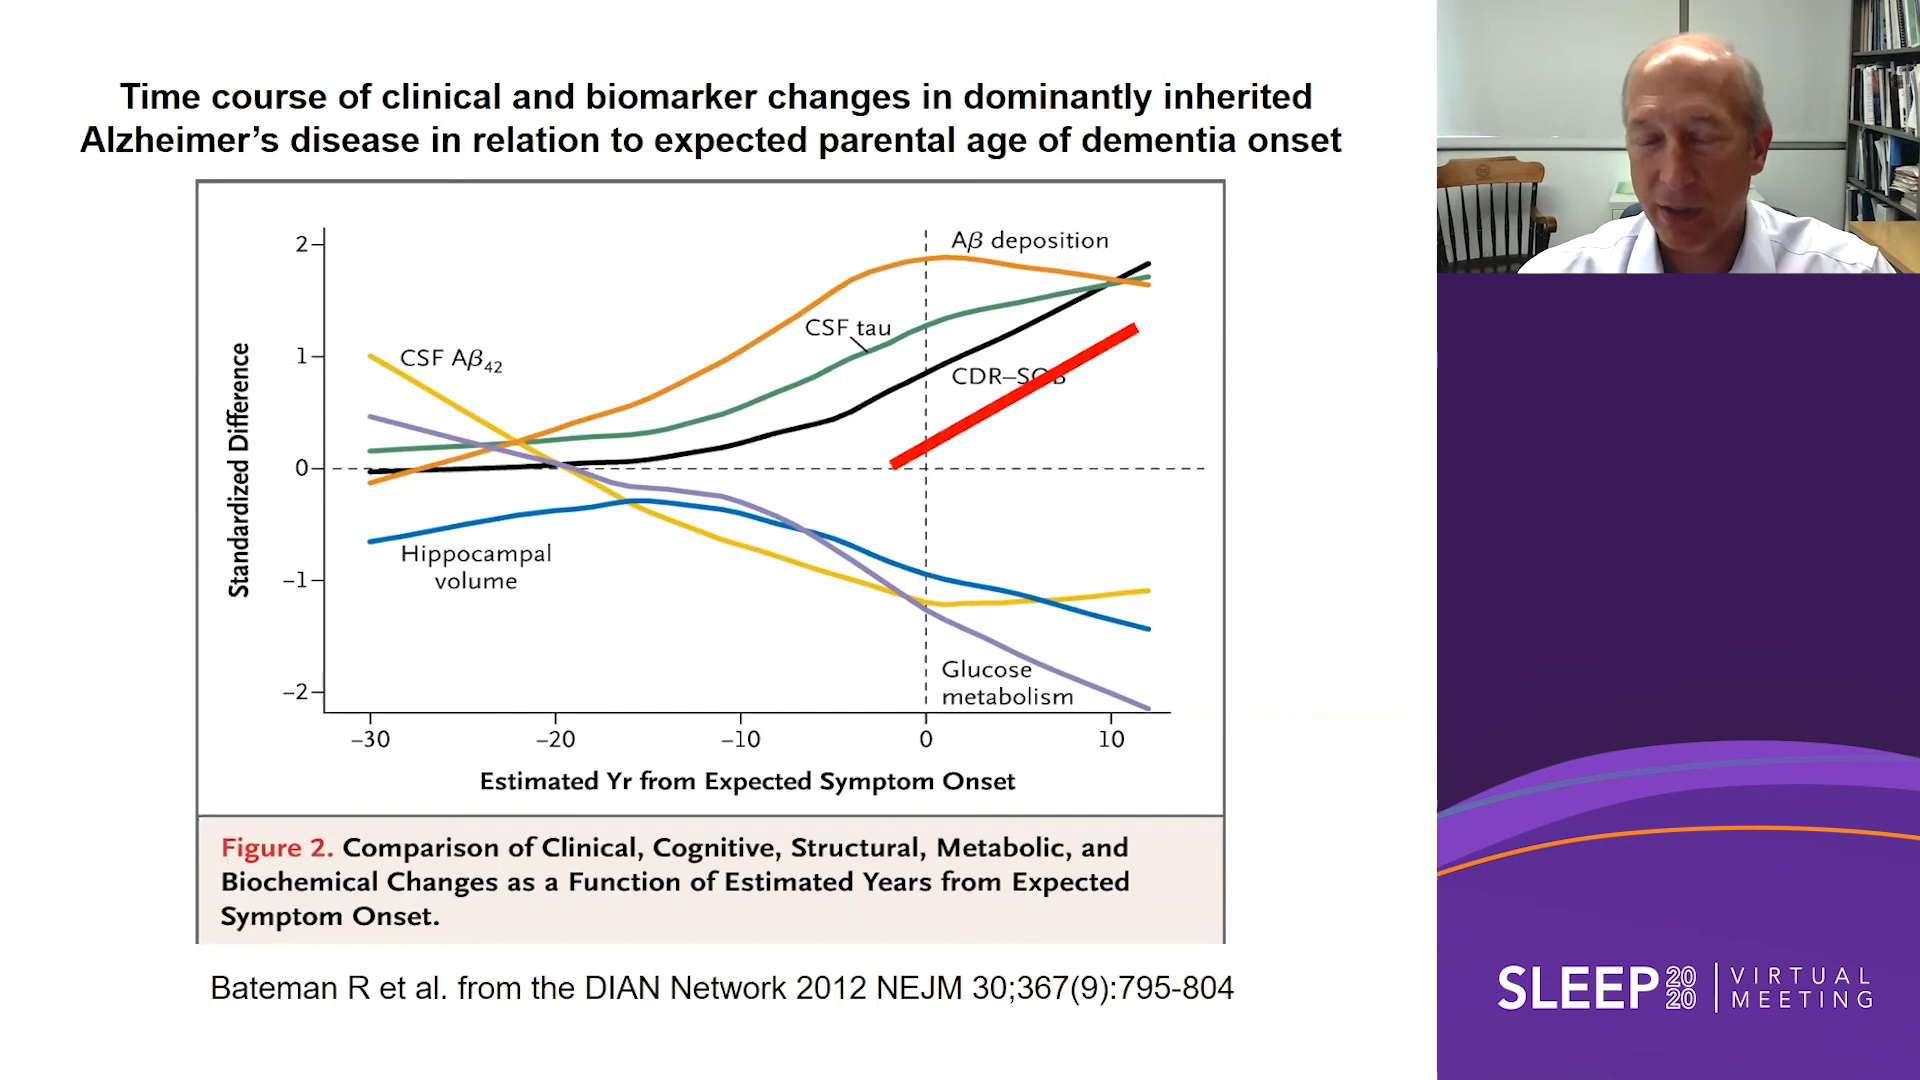 Time course of clinical and biomarker changes in dominantly inherited
Alzheimer’s disease in relation to expected parental age of dementia onset
Standardized Difference
2
1
0
−1
−2
Aβ deposition
CSF tau
CSF Aβ42
CDR–SOB
Hippocampal
volume
Glucose
metabolism
−30
−20
−10
0
10
Estimated Yr from Expected Symptom Onset
Figure 2. Comparison of Clinical, Cognitive, Structural, Metabolic, and
Biochemical Changes as a Function of Estimated Years from Expected
Symptom Onset.
Bateman R et al. from the DIAN Network 2012 NEJM 30;367(9):795-804
SLEEP 2020 | VIRTUAL
MEETING